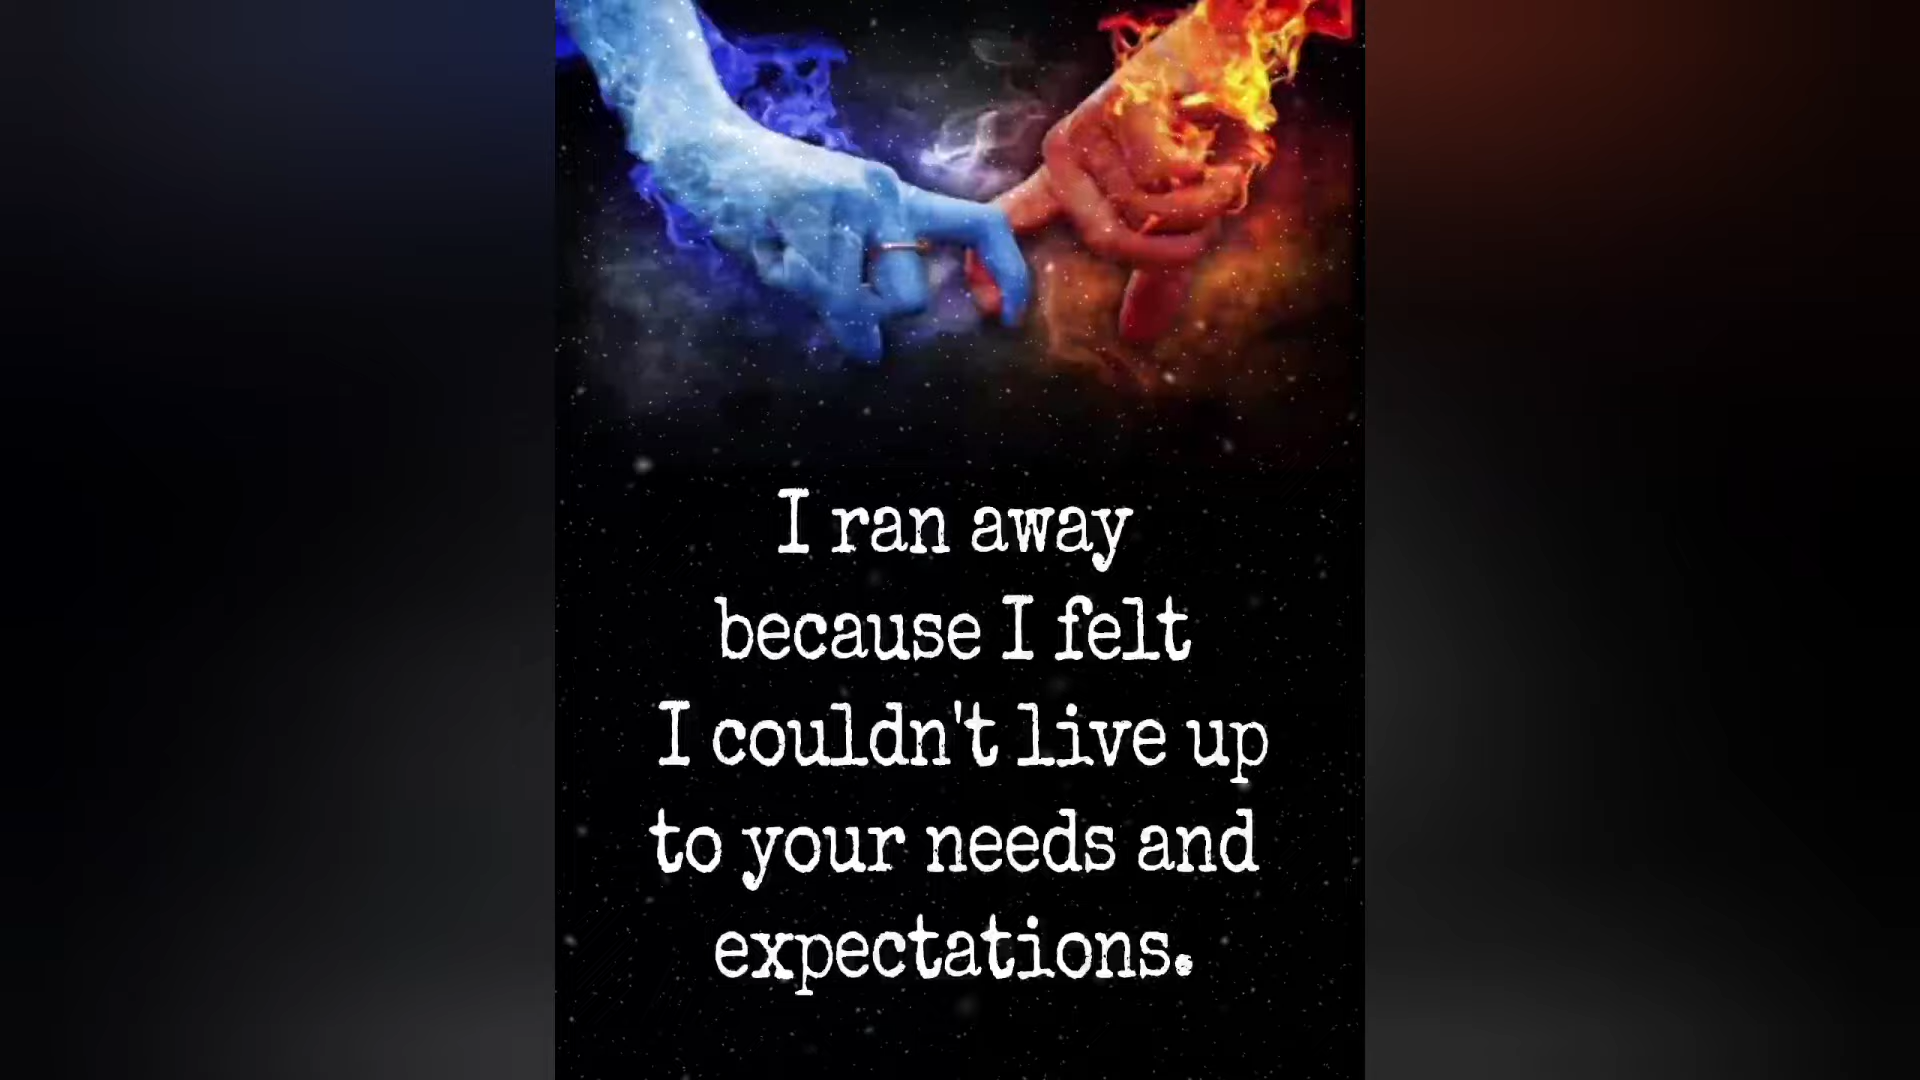 I ran away
because I felt
I couldn't live up
to your needs and
expectations.